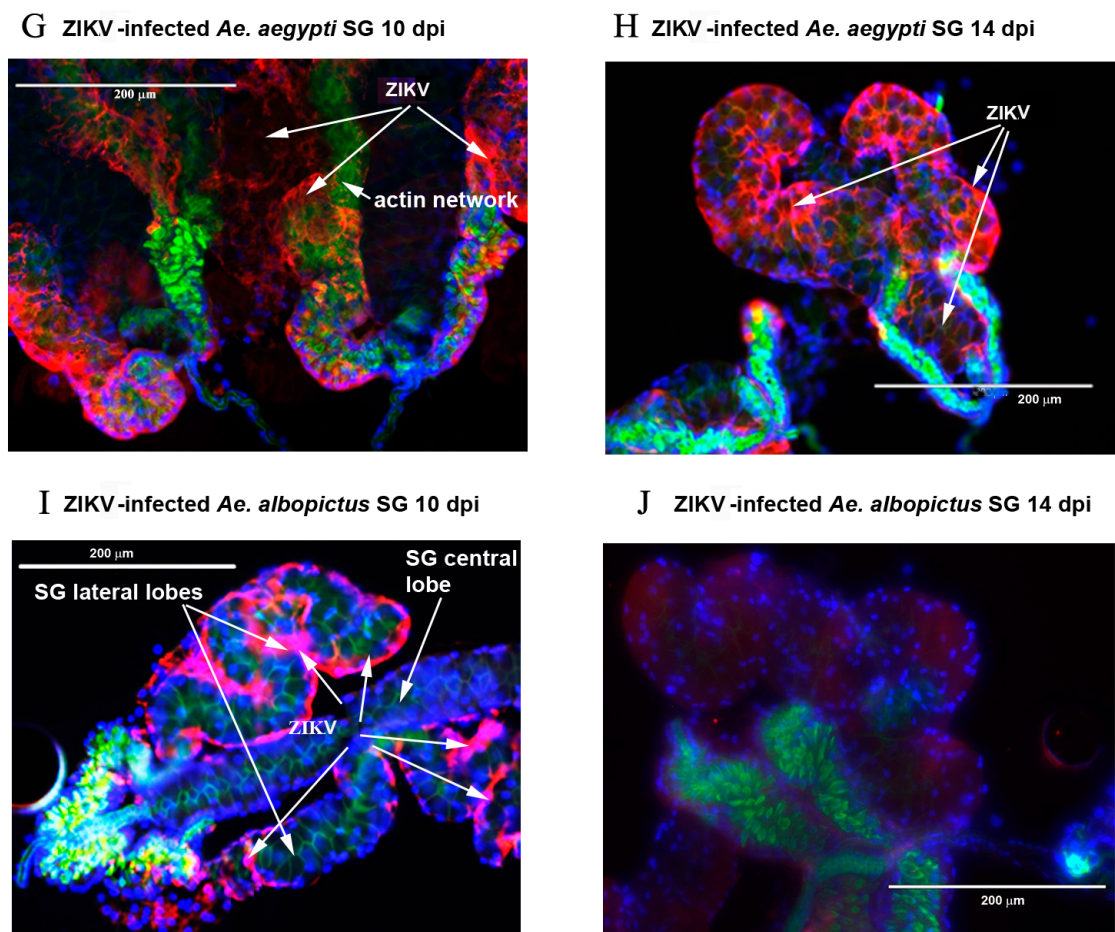 G ZIKV-infected Ae. aegypti SG 10 dpi
200 μm
ZIKV
actin network
H ZIKV-infected Ae. aegypti SG 14 dpi
ZIKV
200 μm
I ZIKV-infected Ae. albopictus SG 10 dpi
200 μm
SG central
lobe
SG lateral lobes
ZIKV
J ZIKV-infected Ae. albopictus SG 14 dpi
200 μm